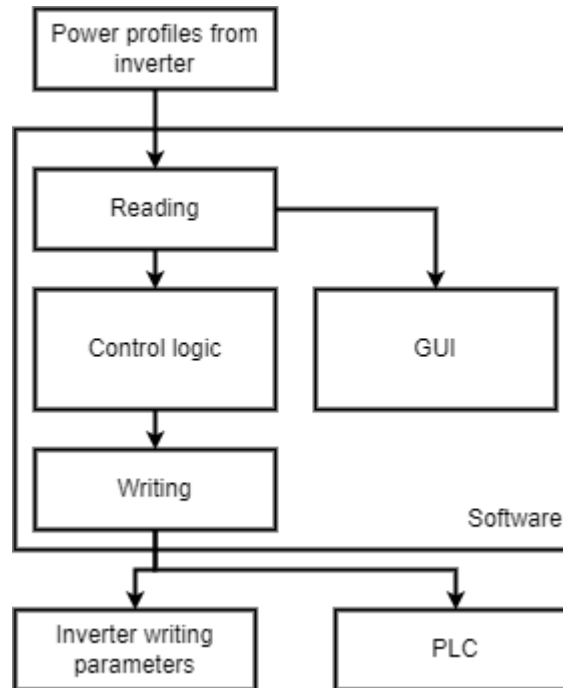 Power profiles from
inverter
Reading
Control logic
GUI
Writing
Software
Inverter writing
parameters
PLC